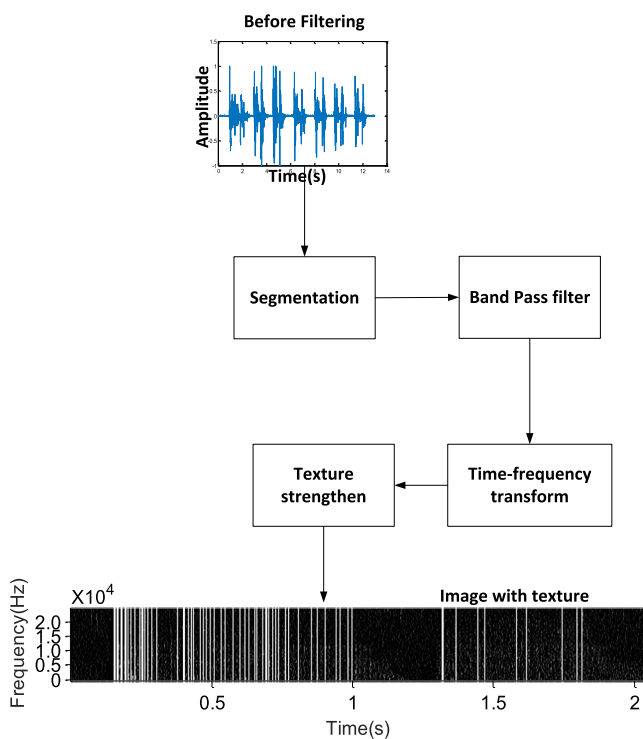 Before Filtering
1.5
1
0.5
0
-0.5
-1
Amplitude
0 2 4 6 8 10 12 14
Time(s)
Segmentation
Band Pass filter
Time-frequency
transform
Texture
strengthen
X10⁴
Image with texture
Frequency(Hz)
2.0
1.5
1.0
0.5
0
0.5 1 1.5 2
Time(s)